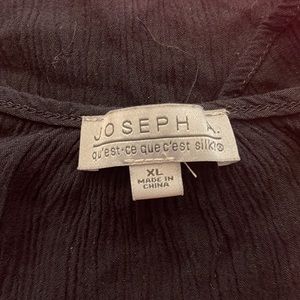 JOSEPH A.
qu'est-ce que c'est silk?®
XL
MADE IN
CHINA